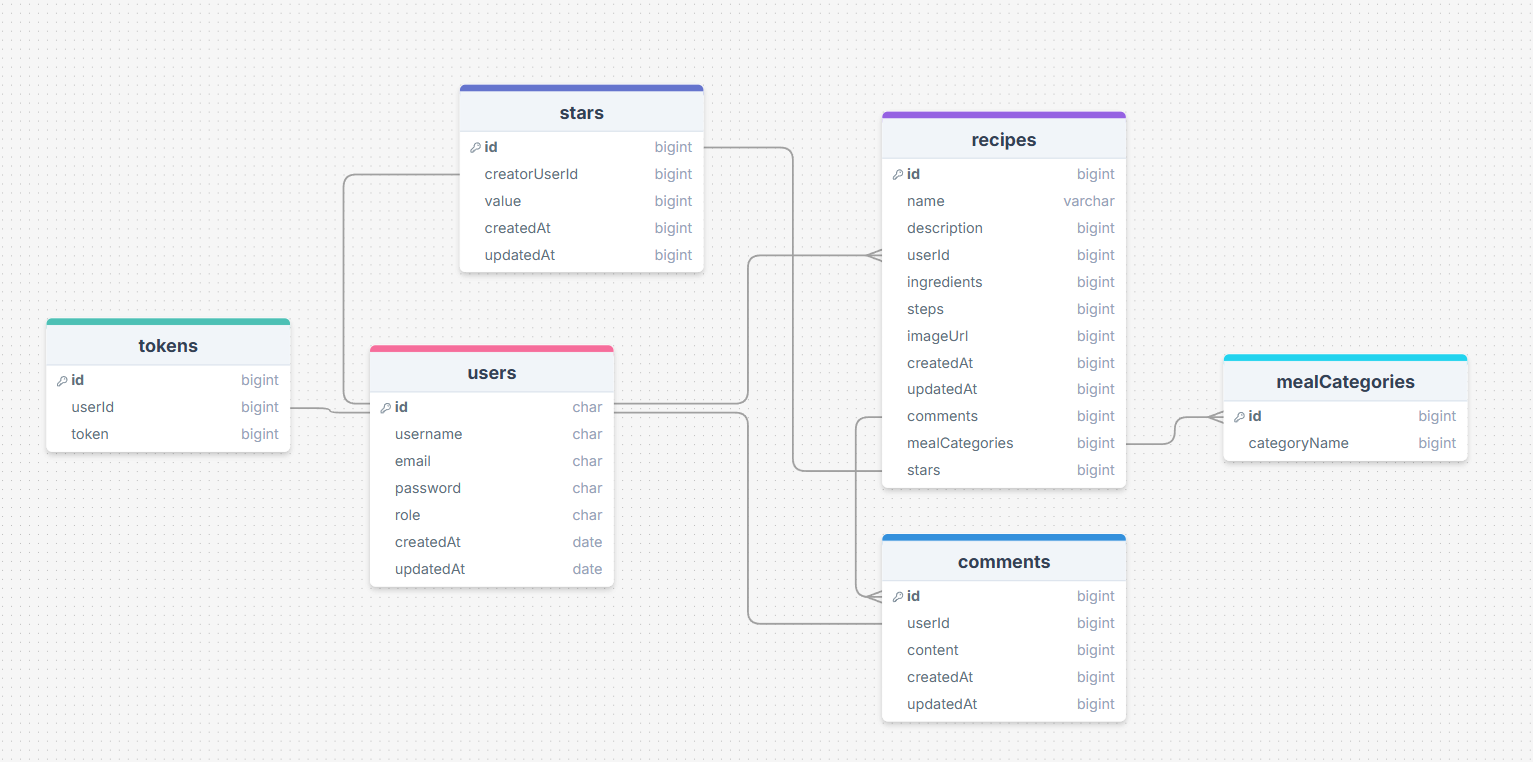 stars
id bigint
creatorUserId bigint
value bigint
createdAt bigint
updatedAt bigint
recipes
id bigint
name varchar
description bigint
userId bigint
ingredients bigint
steps bigint
imageUrl bigint
createdAt bigint
updatedAt bigint
comments bigint
mealCategories bigint
stars bigint
tokens
id bigint
userId bigint
token bigint
users
id char
username char
email char
password char
role char
createdAt date
updatedAt date
mealCategories
id bigint
categoryName bigint
comments
id bigint
userId bigint
content bigint
createdAt bigint
updatedAt bigint